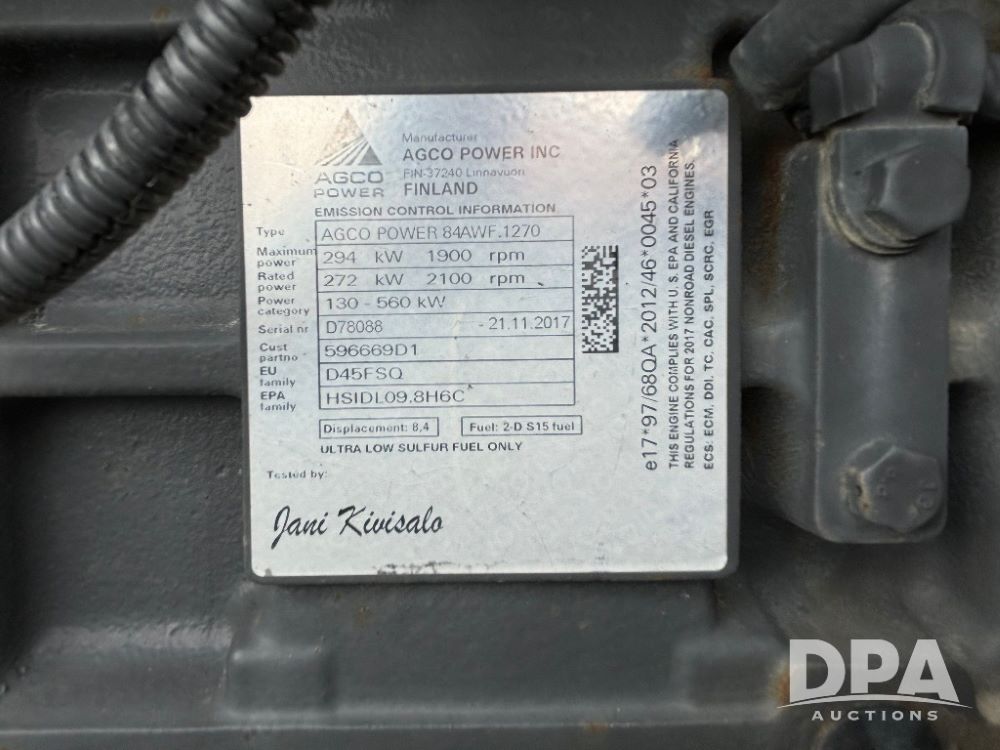 Manufacturer
AGCO POWER INC
FIN-37240 Linnavuori
FINLAND
AGCO
POWER
EMISSION CONTROL INFORMATION
Type AGCO POWER 84AWF.1270
Maximum power 294 kW 1900 rpm
Rated power 272 kW 2100 rpm
Power category 130 - 560 kW
Serial nr D78088 - 21.11.2017
Cust partno 596669D1
EU family D45FSQ
EPA family HSIDL09.8H6C
Displacement: 8,4 Fuel: 2-D S15 fuel
ULTRA LOW SULFUR FUEL ONLY
Tested by:
Jani Kivisalo
e17*97/68QA*2012/46*0045*03
THIS ENGINE COMPLIES WITH U.S. EPA AND CALIFORNIA
REGULATIONS FOR 2017 NONROAD DIESEL ENGINES.
ECS: ECM, DDI, TC, CAC, SPL, SCRC, EGR
DPA
AUCTIONS